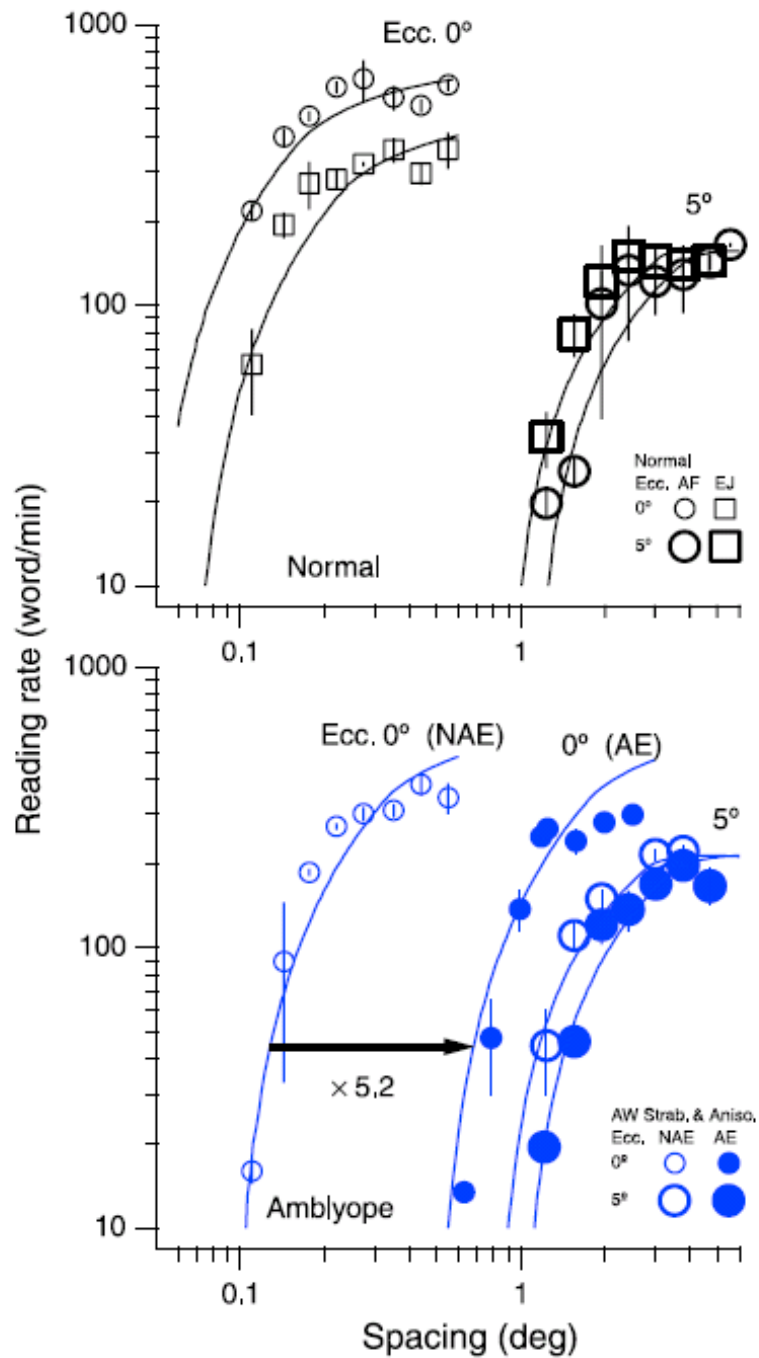 1000
Ecc. 0º
5º
100
Normal
Ecc. AF EJ
0º
5º
Normal
10
0.1 1
Reading rate (word/min)
1000
Ecc. 0º (NAE)
0º (AE)
5º
100
× 5.2
AW Strab. & Aniso.
Ecc. NAE AE
0º
5º
Amblyope
10
0.1 1
Spacing (deg)